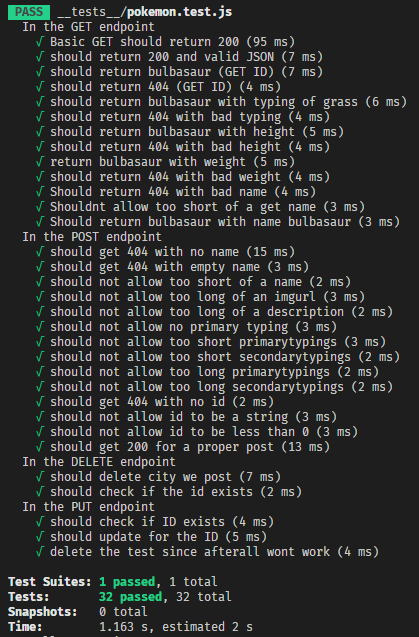 PASS __tests__/pokemon.test.js
In the GET endpoint
√ Basic GET should return 200 (95 ms)
√ should return 200 and valid JSON (7 ms)
√ should return bulbasaur (GET ID) (7 ms)
√ should return 404 (GET ID) (4 ms)
√ should return bulbasaur with typing of grass (6 ms)
√ should return 404 with bad typing (4 ms)
√ should return bulbasaur with height (5 ms)
√ should return 404 with bad height (4 ms)
√ return bulbasaur with weight (5 ms)
√ Should return 404 with bad weight (4 ms)
√ Should return 404 with bad name (4 ms)
√ Shouldnt allow too short of a get name (3 ms)
√ Should return bulbasaur with name bulbasaur (3 ms)
In the POST endpoint
√ should get 404 with no name (15 ms)
√ should get 404 with empty name (3 ms)
√ should not allow too short of a name (2 ms)
√ should not allow too long of an imgurl (3 ms)
√ should not allow too long of a description (2 ms)
√ should not allow no primary typing (3 ms)
√ should not allow too short primarytypings (3 ms)
√ should not allow too short secondarytypings (2 ms)
√ should not allow too long primarytypings (2 ms)
√ should not allow too long secondarytypings (2 ms)
√ should get 404 with no id (2 ms)
√ should not allow id to be a string (3 ms)
√ should not allow id to be less than 0 (3 ms)
√ should get 200 for a proper post (13 ms)
In the DELETE endpoint
√ should delete city we post (7 ms)
√ should check if the id exists (2 ms)
In the PUT endpoint
√ should check if ID exists (4 ms)
√ should update for the ID (5 ms)
√ delete the test since afterall wont work (4 ms)
Test Suites: 1 passed, 1 total
Tests: 32 passed, 32 total
Snapshots: 0 total
Time: 1.163 s, estimated 2 s